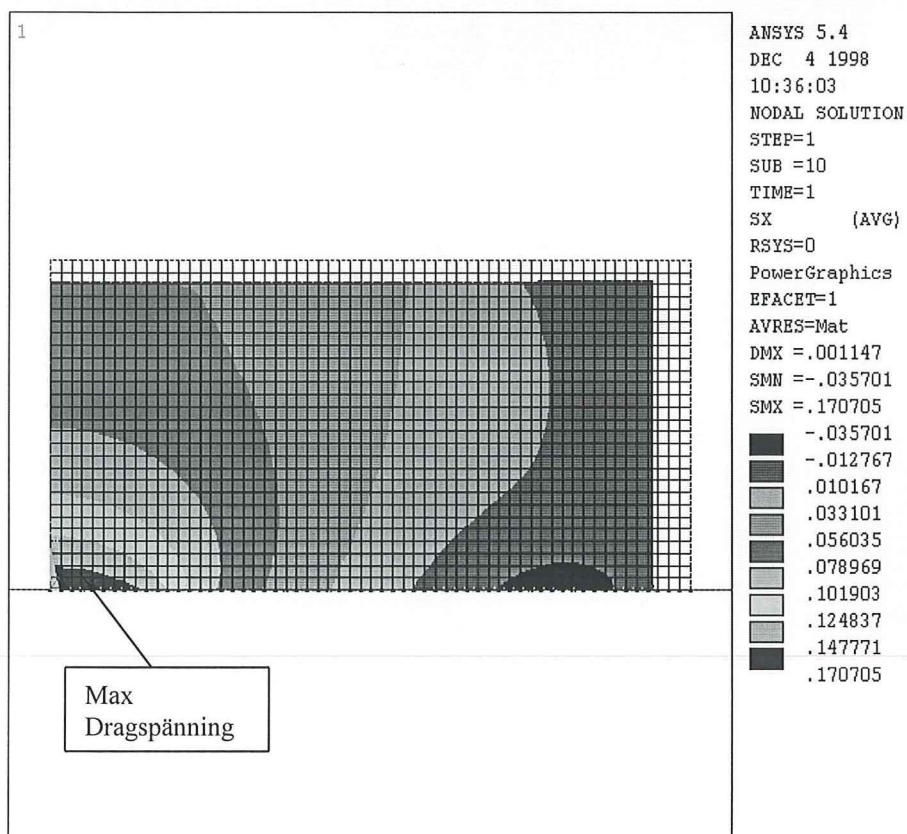 1
ANSYS 5.4
DEC 4 1998
10:36:03
NODAL SOLUTION
STEP=1
SUB =10
TIME=1
SX (AVG)
RSYS=0
PowerGraphics
EFACET=1
AVRES=Mat
DMX =.001147
SMN =-.035701
SMX =.170705
-.035701
-.012767
.010167
.033101
.056035
.078969
.101903
.124837
.147771
.170705
Max
Dragspänning